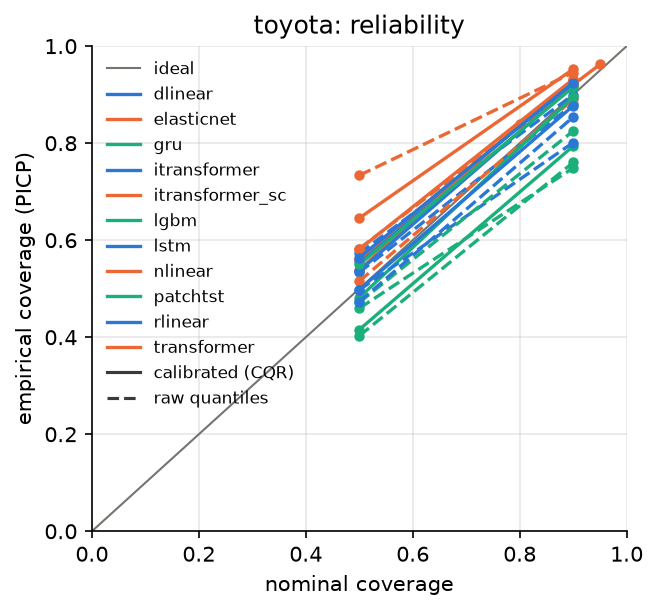 toyota: reliability
1.0
0.8
0.6
0.4
0.2
0.0
empirical coverage (PICP)
ideal
dlinear
elasticnet
gru
itransformer
itransformer_sc
lgbm
lstm
nlinear
patchtst
rlinear
transformer
calibrated (CQR)
raw quantiles
0.0 0.2 0.4 0.6 0.8 1.0
nominal coverage